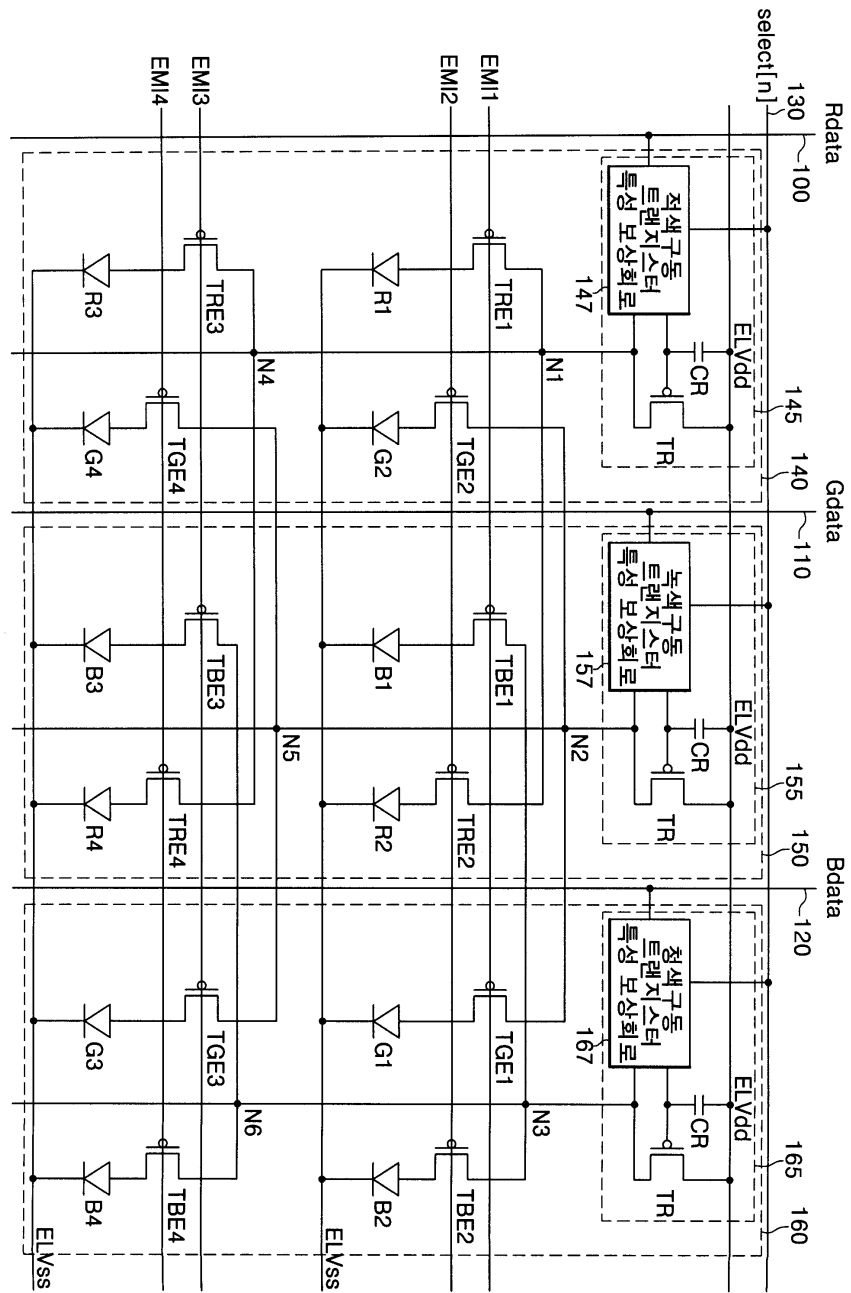 Rdata
Gdata
Bdata
100
110
120
130
select[n]
140
150
160
145
155
165
ELVdd
ELVdd
ELVdd
적색구동
트랜지스터
특성 보상회로
147
CR
TR
녹색구동
트랜지스터
특성 보상회로
157
CR
TR
청색구동
트랜지스터
특성 보상회로
167
CR
TR
N1
N2
N3
EMI1
TRE1
TBE1
TGE1
EMI2
TGE2
TRE2
TBE2
R1
G2
B1
R2
G1
B2
ELVss
N4
N5
N6
EMI3
TRE3
TBE3
TGE3
EMI4
TGE4
TRE4
TBE4
R3
G4
B3
R4
G3
B4
ELVss